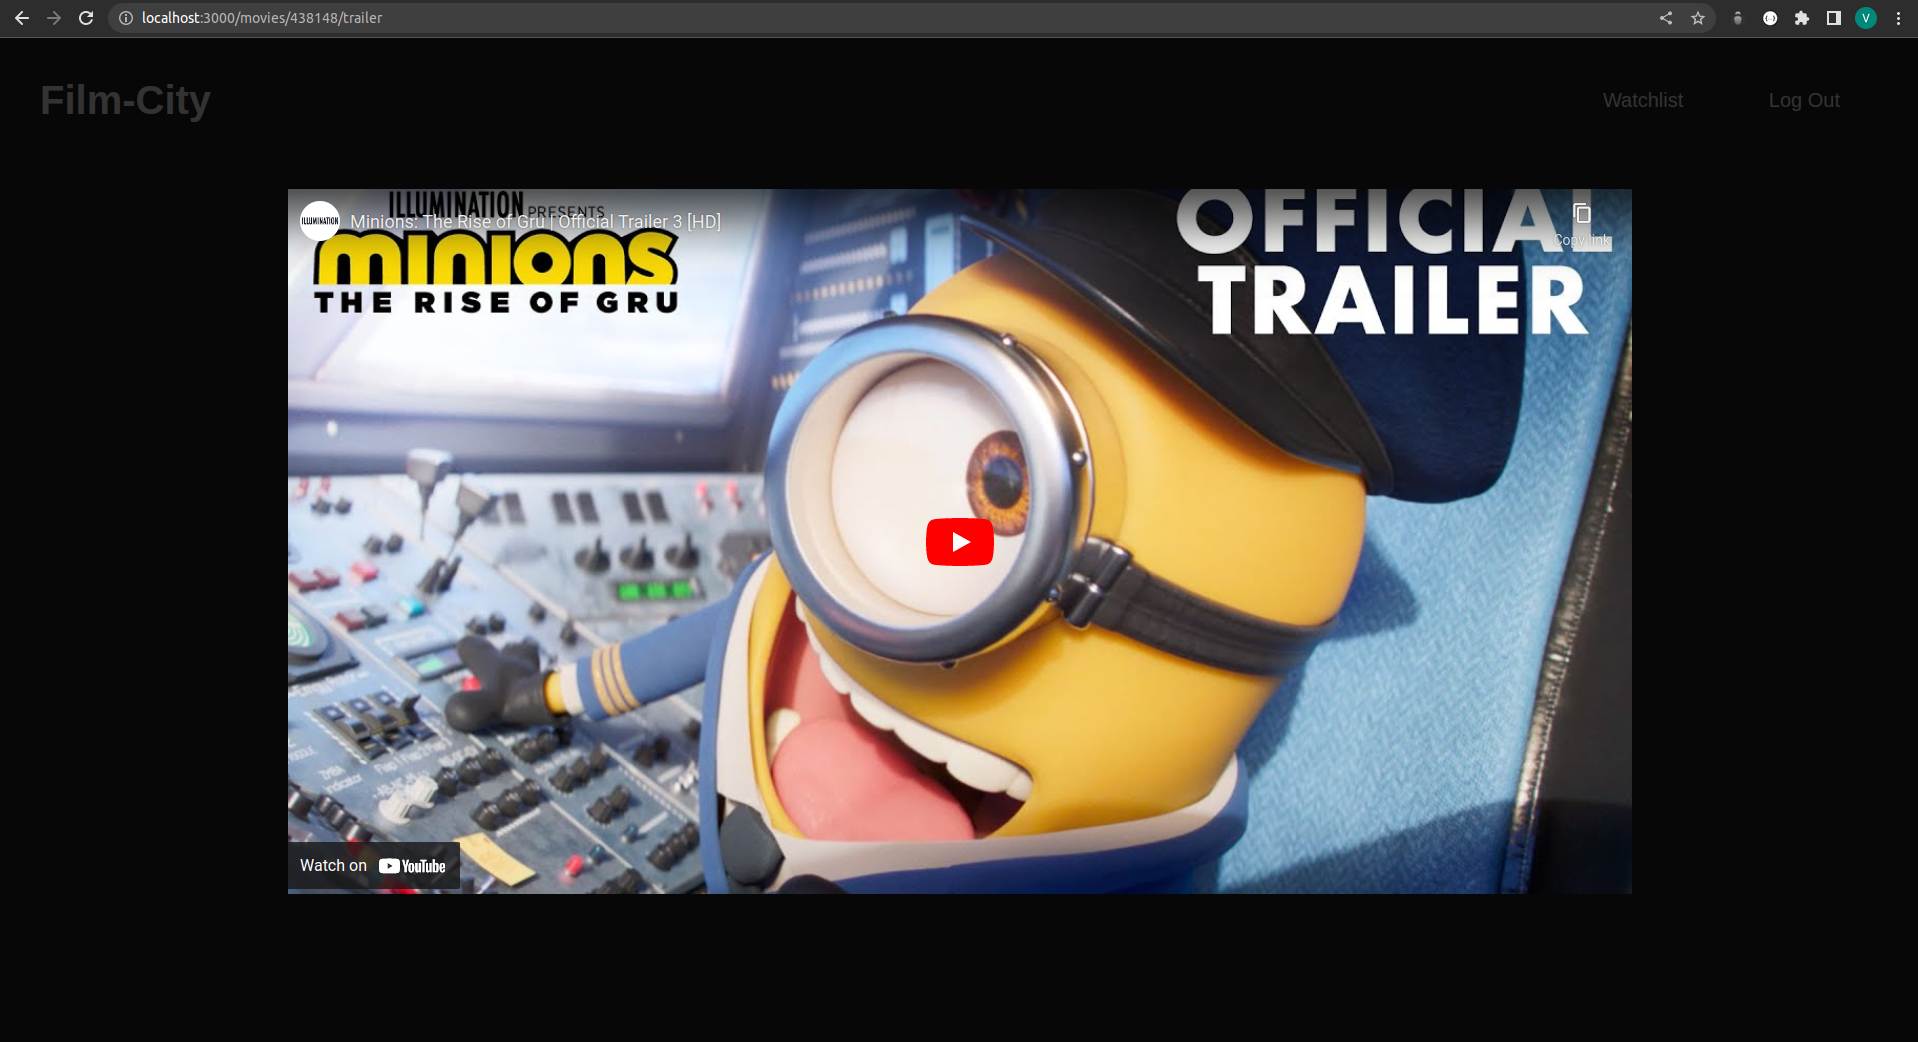 localhost:3000/movies/438148/trailer
V
Film-City
Watchlist
Log Out
ILLUMINATION PRESENTS
ILLUMINATION
Minions: The Rise of Gru | Official Trailer 3 [HD]
minions
THE RISE OF GRU
OFFICIAL
TRAILER
Copy link
Watch on YouTube